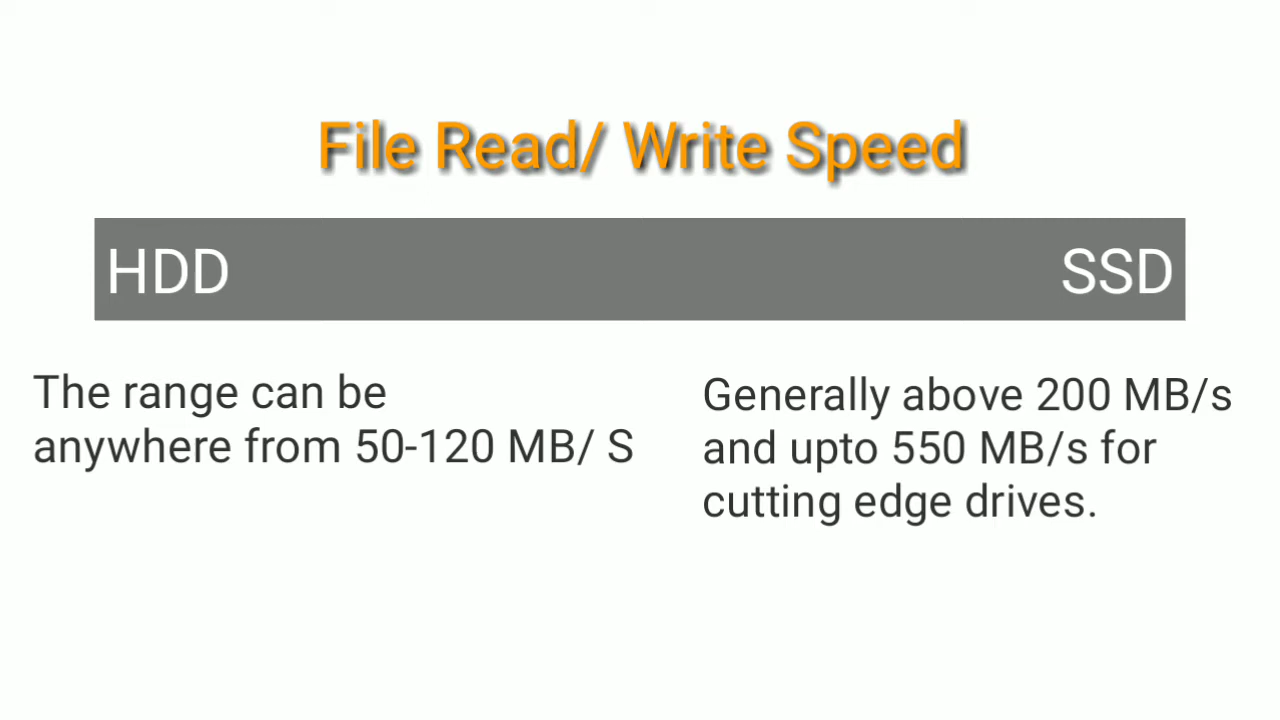 File Read/ Write Speed
HDD
SSD
The range can be
anywhere from 50-120 MB/ S
Generally above 200 MB/s
and upto 550 MB/s for
cutting edge drives.